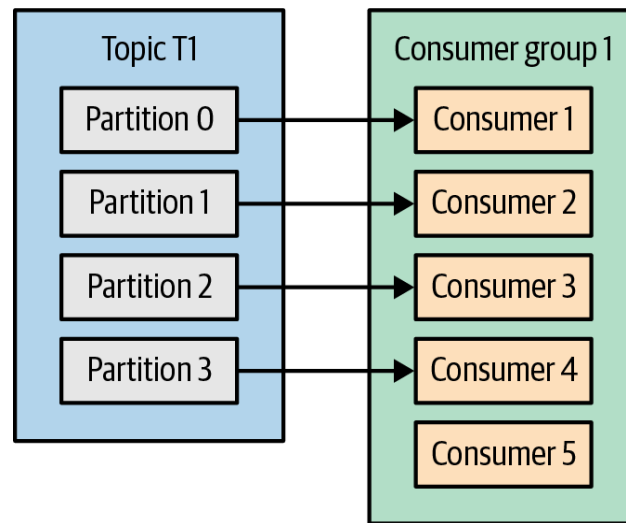 Topic T1
Partition 0
Partition 1
Partition 2
Partition 3
Consumer group 1
Consumer 1
Consumer 2
Consumer 3
Consumer 4
Consumer 5